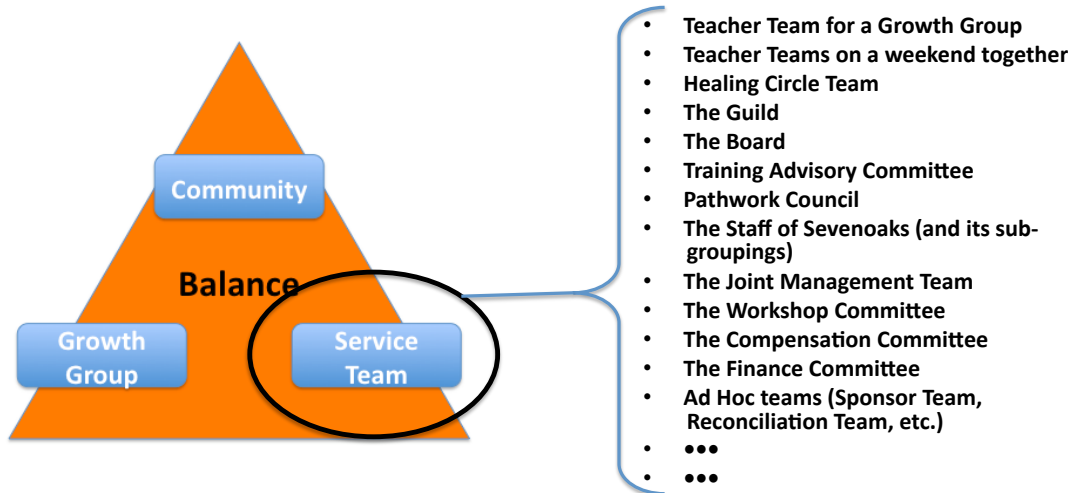 Community
Balance
Growth
Group
Service
Team
• Teacher Team for a Growth Group
• Teacher Teams on a weekend together
• Healing Circle Team
• The Guild
• The Board
• Training Advisory Committee
• Pathwork Council
• The Staff of Sevenoaks (and its sub-
groupings)
• The Joint Management Team
• The Workshop Committee
• The Compensation Committee
• The Finance Committee
• Ad Hoc teams (Sponsor Team,
Reconciliation Team, etc.)
• •••
• •••